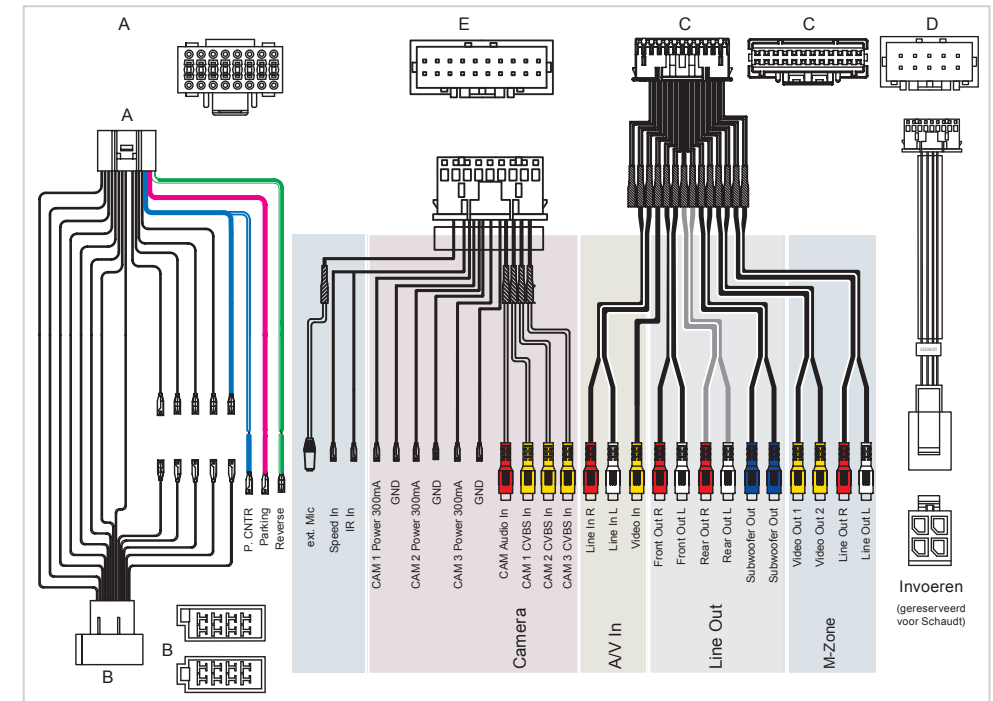 A
E
C
C
D
A
P. CNTR
Parking
Reverse
ext. Mic
Speed In
IR In
CAM 1 Power 300mA
GND
CAM 2 Power 300mA
GND
CAM 3 Power 300mA
GND
CAM Audio In
CAM 1 CVBS In
CAM 2 CVBS In
CAM 3 CVBS In
Line In R
Line In L
Video In
Front Out R
Front Out L
Rear Out R
Rear Out L
Subwoofer Out
Subwoofer Out
Video Out 1
Video Out 2
Line Out R
Line Out L
Camera
A/V In
Line Out
M-Zone
Invoeren
(gereserveerd
voor Schaudt)
B
B